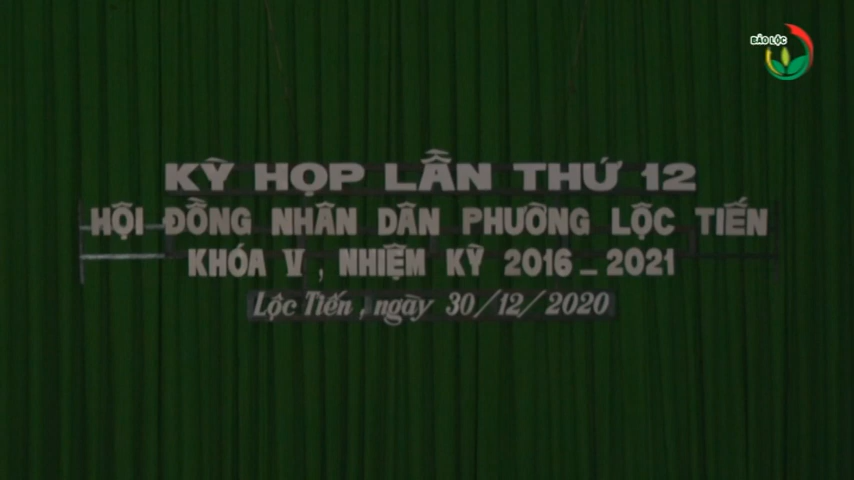 BẢO LỘC
KỲ HỌP LẦN THỨ 12
HỘI ĐỒNG NHÂN DÂN PHƯỜNG LỘC TIẾN
KHÓA V, NHIỆM KỲ 2016 - 2021
Lộc Tiến, ngày 30/12/2020